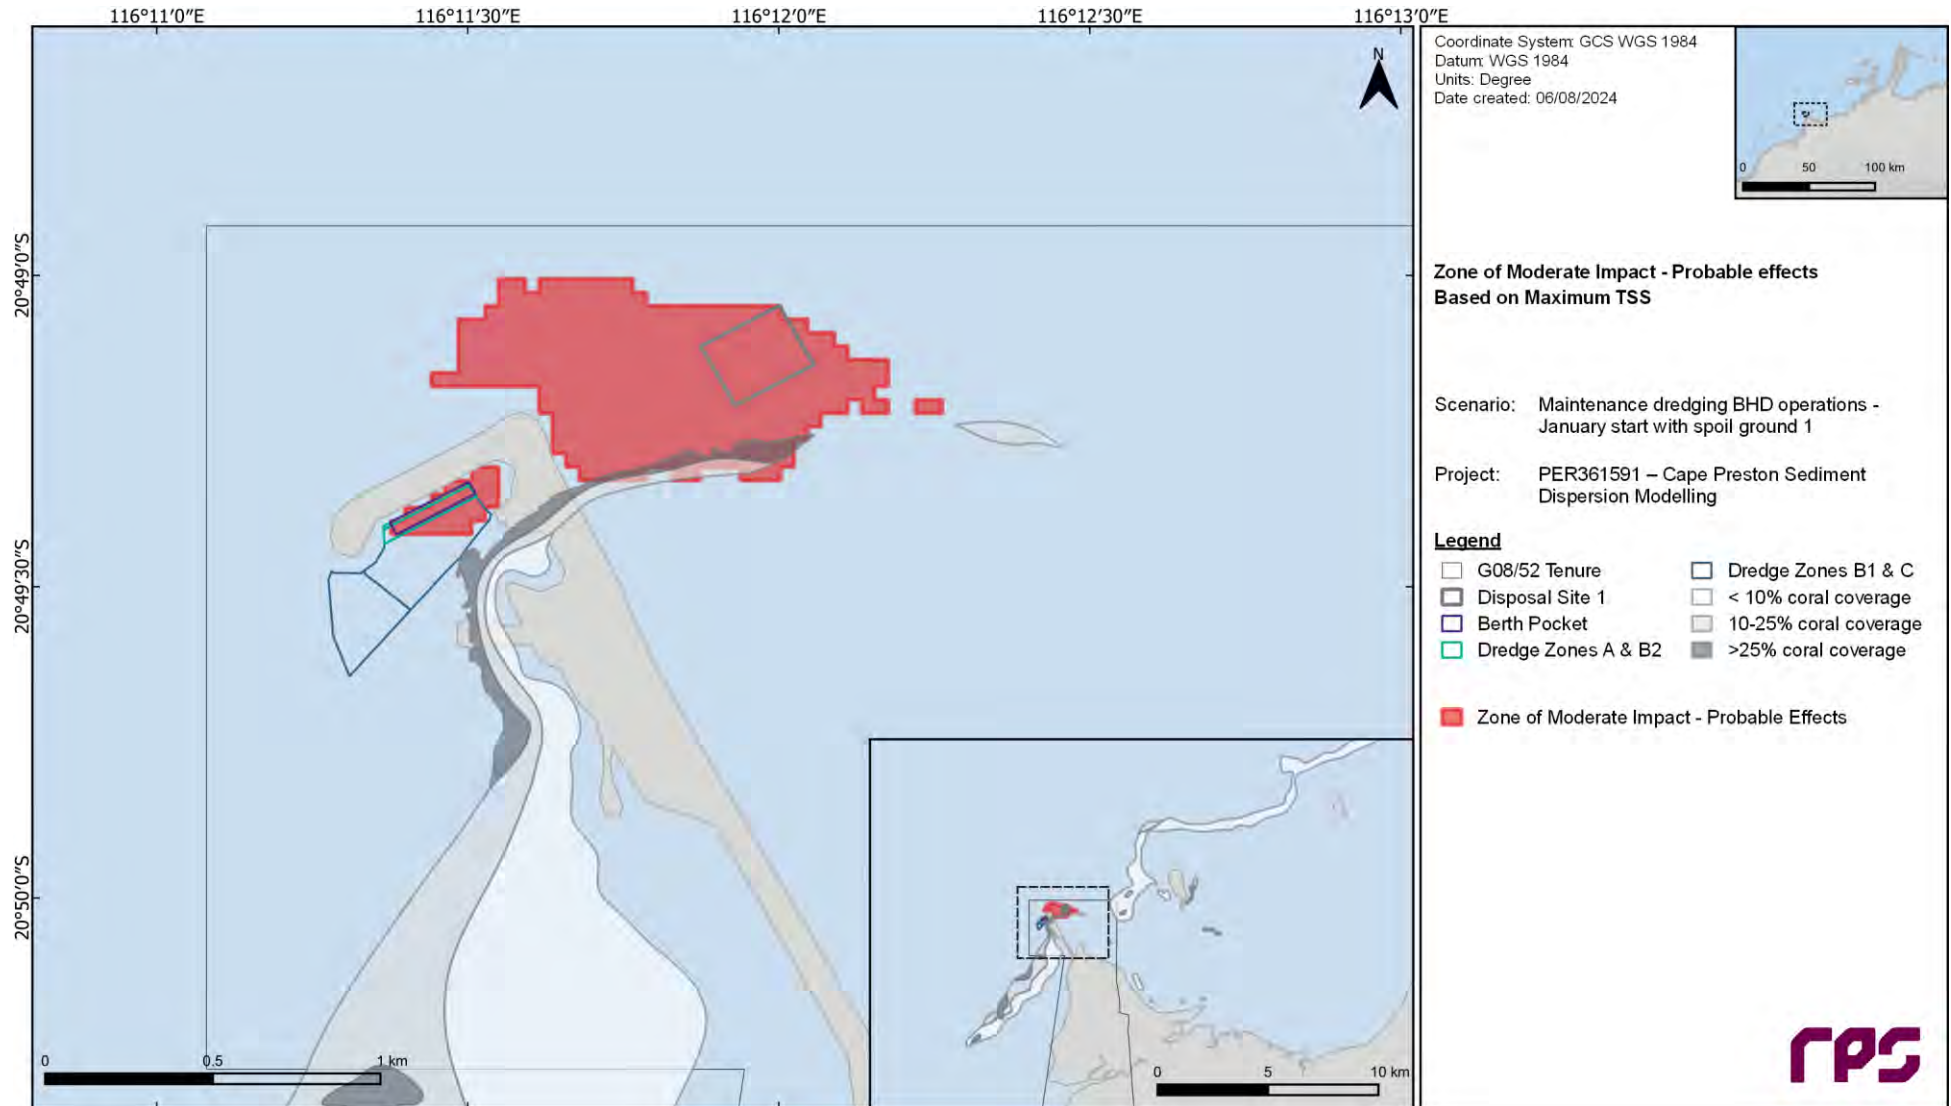 116°11'0"E 116°11'30"E 116°12'0"E 116°12'30"E 116°13'0"E
20°49'0"S
20°49'30"S
20°50'0"S
N
0 0.5 1 km
0 5 10 km
Coordinate System: GCS WGS 1984
Datum: WGS 1984
Units: Degree
Date created: 06/08/2024
0 50 100 km
Zone of Moderate Impact - Probable effects
Based on Maximum TSS
Scenario: Maintenance dredging BHD operations -
January start with spoil ground 1
Project: PER361591 – Cape Preston Sediment
Dispersion Modelling
Legend
G08/52 Tenure
Disposal Site 1
Berth Pocket
Dredge Zones A & B2
Dredge Zones B1 & C
< 10% coral coverage
10-25% coral coverage
>25% coral coverage
Zone of Moderate Impact - Probable Effects
rps